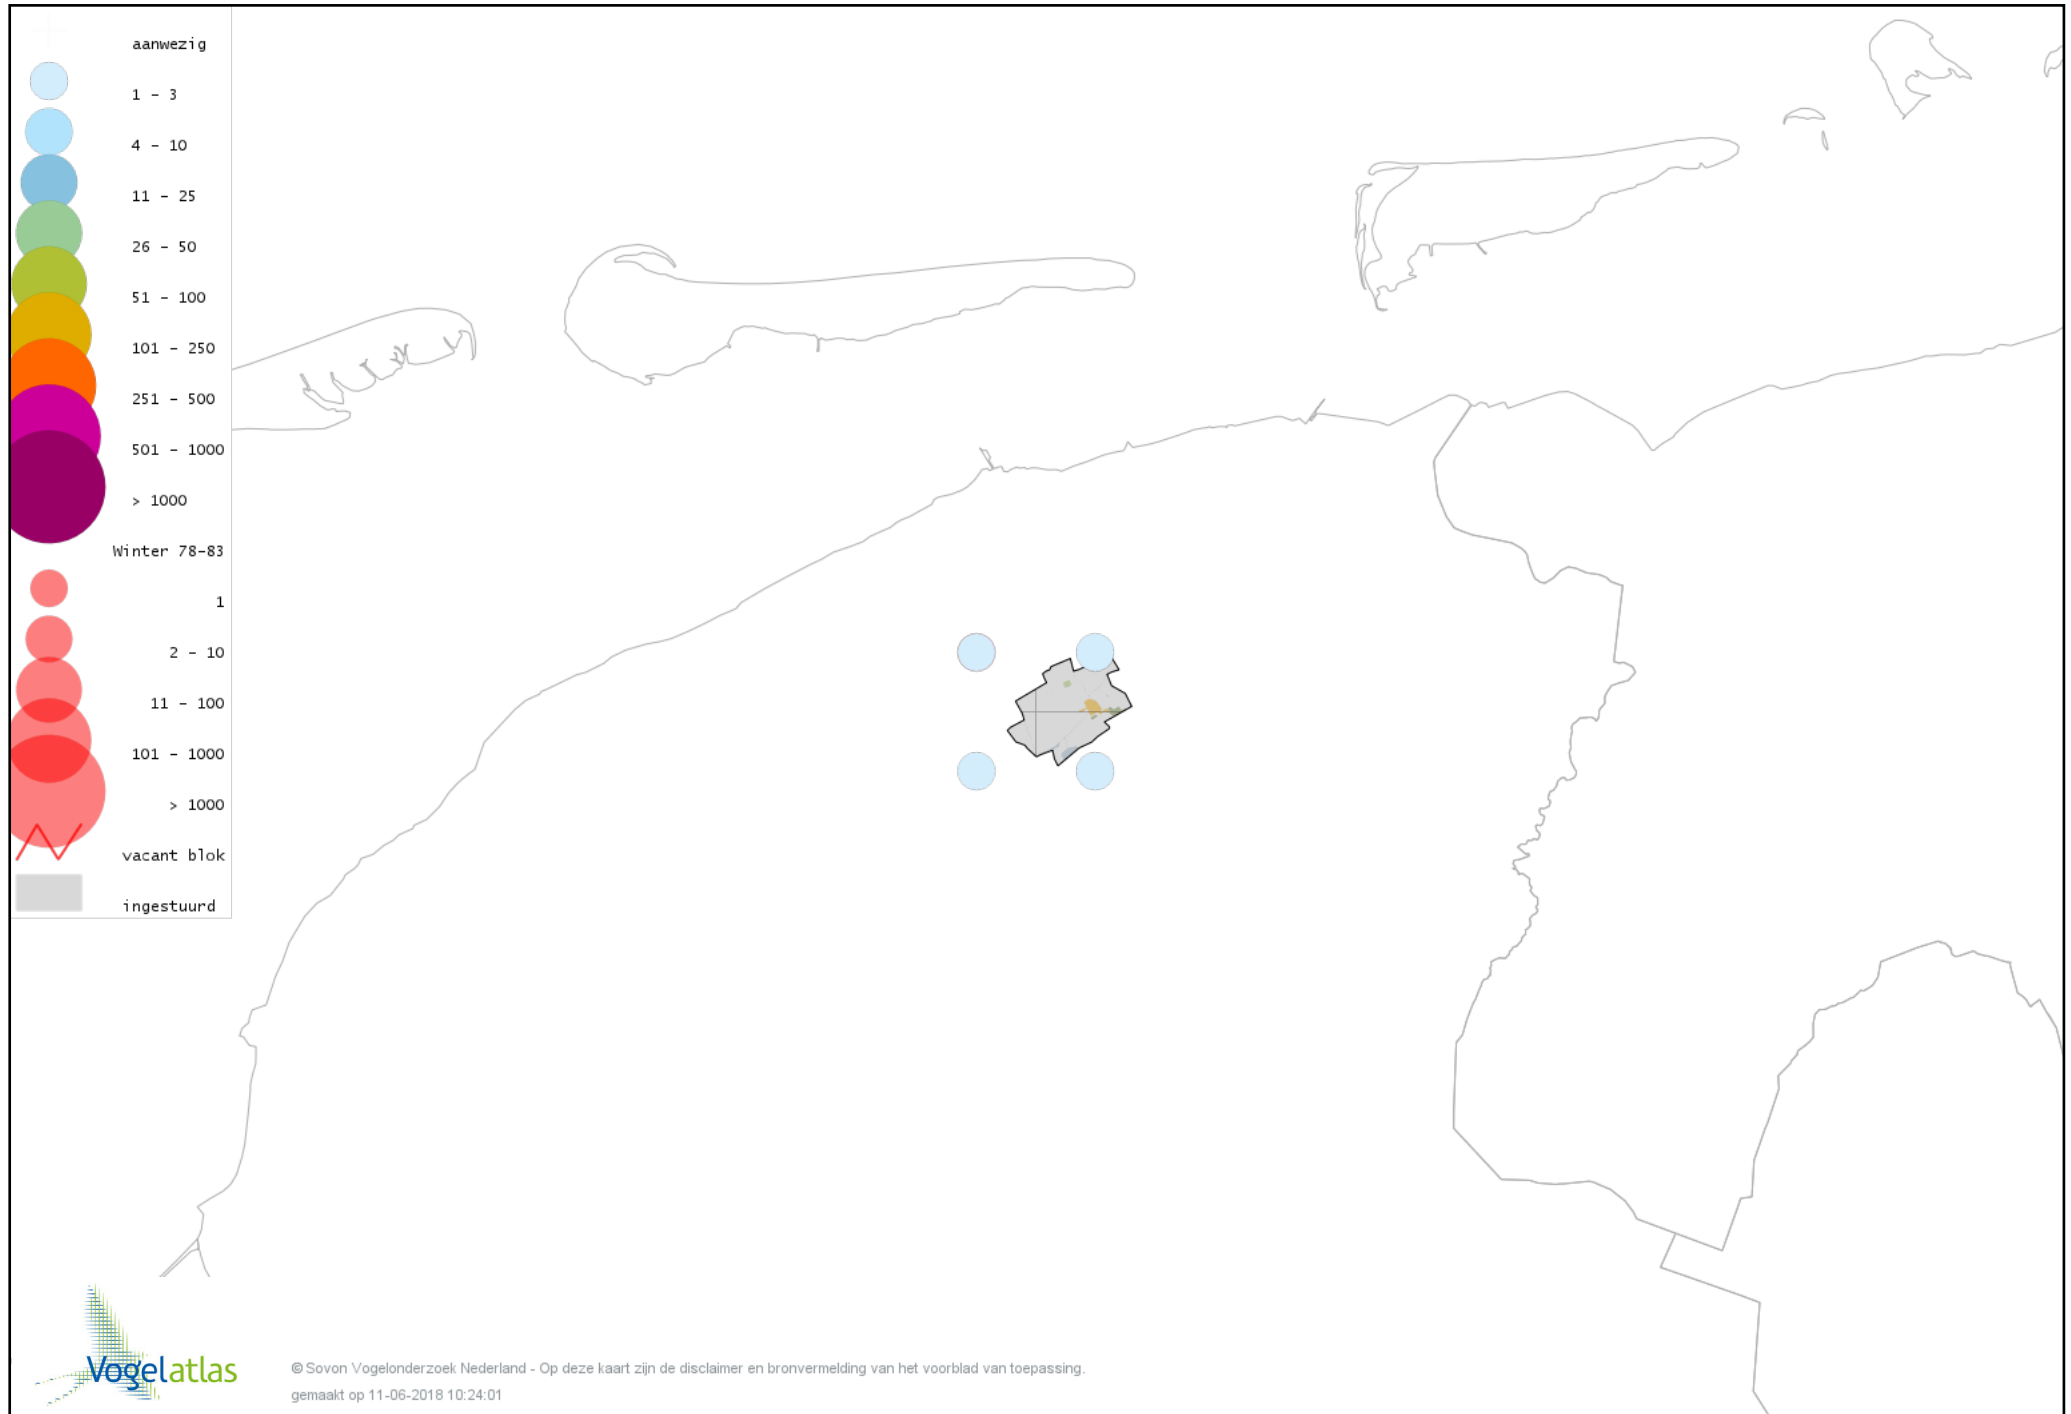 aanwezig
1 - 3
4 - 10
11 - 25
26 - 50
51 - 100
101 - 250
251 - 500
501 - 1000
> 1000
Winter 78-83
1
2 - 10
11 - 100
101 - 1000
> 1000
vacant blok
ingestuurd
Vogelatlas
© Sovon Vogelonderzoek Nederland - Op deze kaart zijn de disclaimer en bronvermelding van het voorblad van toepassing.
gemaakt op 11-06-2018 10:24:01